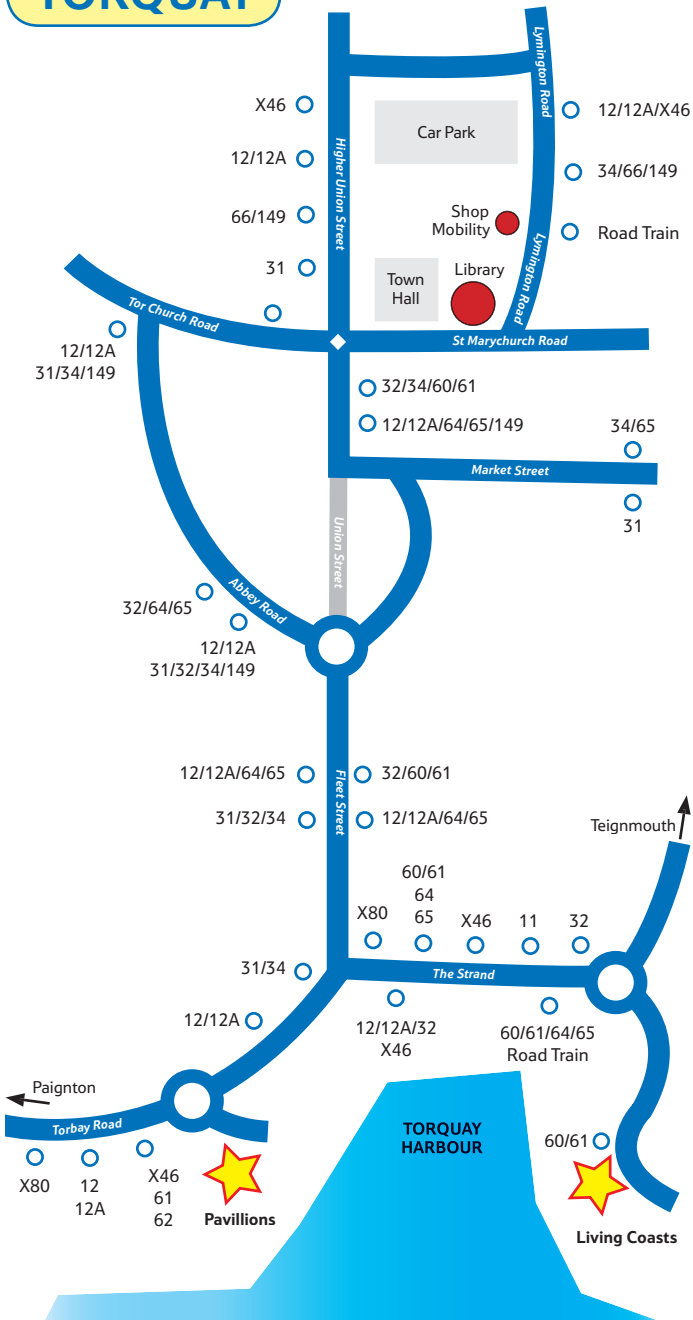 TORQUAY
Lymington Road
X46
12/12A/X46
Car Park
12/12A
Higher Union Street
34/66/149
66/149
Shop
Mobility
Road Train
31
Library
Town
Hall
Lymington Road
Tor Church Road
St Marychurch Road
12/12A
31/34/149
32/34/60/61
12/12A/64/65/149
34/65
Market Street
31
Union Street
Abbey Road
32/64/65
12/12A
31/32/34/149
12/12A/64/65
32/60/61
Fleet Street
31/32/34
12/12A/64/65
Teignmouth
X80
60/61
64
65
X46
11
32
31/34
The Strand
12/12A
12/12A/32
X46
60/61/64/65
Road Train
Paignton
Torbay Road
TORQUAY
HARBOUR
60/61
X80
12
12A
X46
61
62
Pavillions
Living Coasts